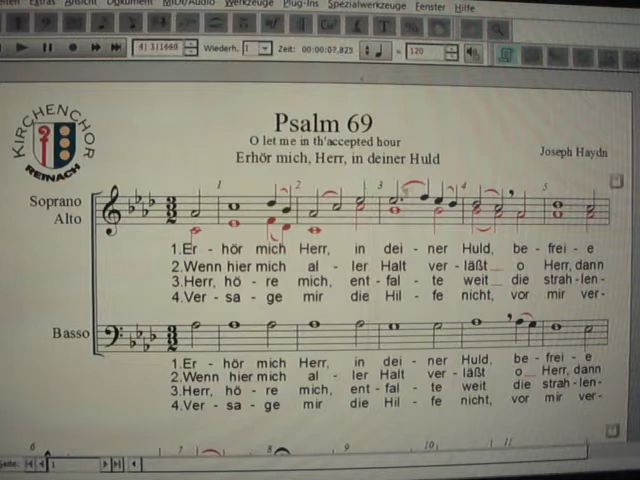 Extras Ansicht Dokument MIDI/Audio Werkzeuge Plug-Ins Spezialwerkzeuge Fenster Hilfe
Wiederh. 1 Zeit: 00:00:07.823 = 120
KIRCHENCHOR
REINACH
Psalm 69
O let me in th'accepted hour
Erhör mich, Herr, in deiner Huld
Joseph Haydn
1 2 3 4 5
Soprano
Alto
1.Er - hör mich Herr, in dei - ner Huld, be - frei - e
2.Wenn hier mich al - ler Halt ver - läßt o Herr, dann
3.Herr, hö - re mich, ent - fal - te weit die strah - len-
4.Ver - sa - ge mir die Hil - fe nicht, vor mir ver-
Basso
1.Er - hör mich Herr, in dei - ner Huld, be - frei - e
2.Wenn hier mich al - ler Halt ver - läßt o Herr, dann
3.Herr, hö - re mich, ent - fal - te weit die strah - len-
4.Ver - sa - ge mir die Hil - fe nicht, vor mir ver-
6 7 8 9 10 11
Seite: 1